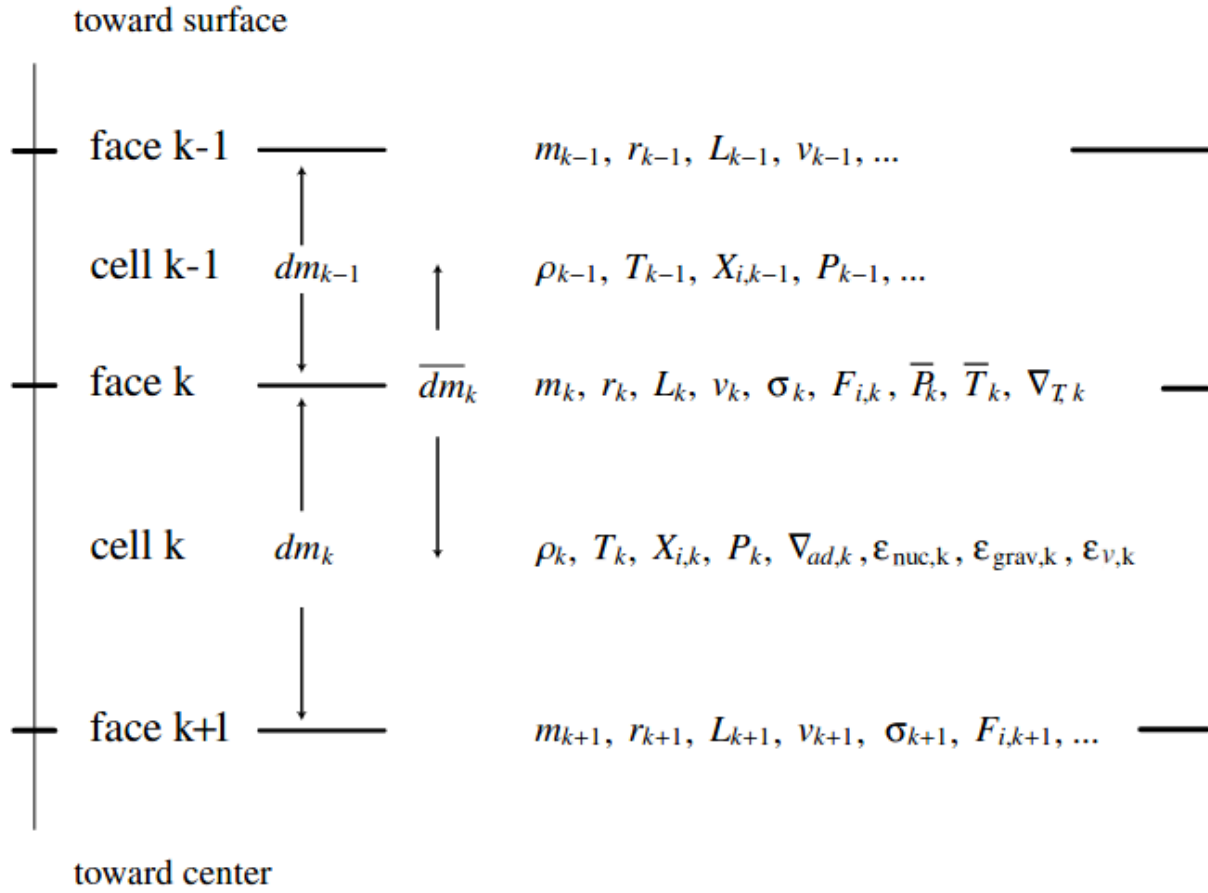 toward surface
face k-1 m_{k−1}, r_{k−1}, L_{k−1}, v_{k−1}, ...
cell k-1 dm_{k−1} ρ_{k−1}, T_{k−1}, X_{i,k−1}, P_{k−1}, ...
face k \overline{dm}_k m_k, r_k, L_k, v_k, σ_k, F_{i,k}, \overline{P}_k, \overline{T}_k, ∇_{T,k}
cell k dm_k ρ_k, T_k, X_{i,k}, P_k, ∇_{ad,k}, ε_{nuc,k}, ε_{grav,k}, ε_{ν,k}
face k+1 m_{k+1}, r_{k+1}, L_{k+1}, v_{k+1}, σ_{k+1}, F_{i,k+1}, ...
toward center